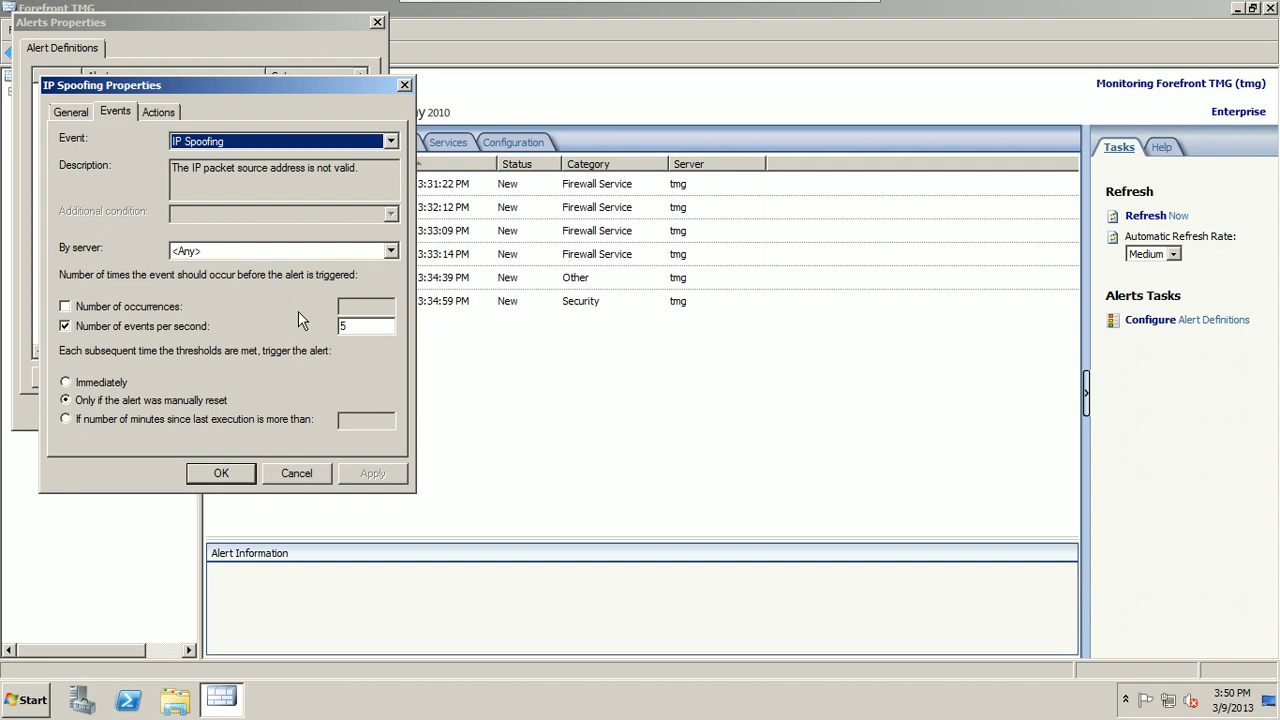 Forefront TMG
Alerts Properties
Alert Definitions
IP Spoofing Properties
General
Events
Actions
Event:
IP Spoofing
Description:
The IP packet source address is not valid.
Additional condition:
By server:
<Any>
Number of times the event should occur before the alert is triggered:
Number of occurrences:
Number of events per second:
5
Each subsequent time the thresholds are met, trigger the alert:
Immediately
Only if the alert was manually reset
If number of minutes since last execution is more than:
OK
Cancel
Apply
2010
Monitoring Forefront TMG (tmg)
Enterprise
Services
Configuration
Status
Category
Server
3:31:22 PM New Firewall Service tmg
3:32:12 PM New Firewall Service tmg
3:33:09 PM New Firewall Service tmg
3:33:14 PM New Firewall Service tmg
3:34:39 PM New Other tmg
3:34:59 PM New Security tmg
Alert Information
Tasks
Help
Refresh
Refresh Now
Automatic Refresh Rate:
Medium
Alerts Tasks
Configure Alert Definitions
Start
3:50 PM
3/9/2013